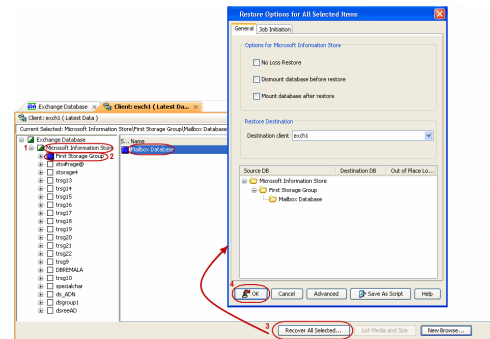 Restore Options for All Selected Items
General Job Initiation
Options for Microsoft Information Store
No Loss Restore
Dismount database before restore
Mount database after restore
Restore Destination
Destination client exch1
Source DB Destination DB Out of Place Lo...
Microsoft Information Store
First Storage Group
Mailbox Database
4
OK Cancel Advanced Save As Script Help
Exchange Database Client: exch1 ( Latest Da...
Client: exch1 ( Latest Data )
Current Selected: Microsoft Information Store\First Storage Group\Mailbox Database
Exchange Database
1 Microsoft Information Store
First Storage Group 2
sto#rage@
storage4
trsg13
trsg14
trsg15
trsg16
trsg17
trsg18
trsg19
trsg20
trsg21
trsg22
trsg9
DBREMALA
trsg10
specialchar
ds_ADN
dsgroup1
dsreeAD
S... Name
Mailbox Database
3
Recover All Selected... List Media and Size New Browse...